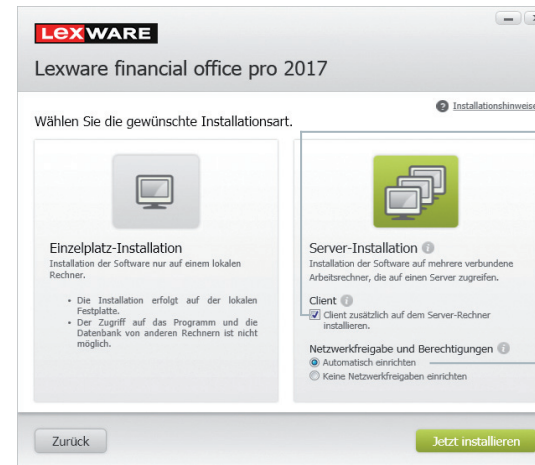 LEXWARE
Lexware financial office pro 2017
Installationshinweise
Wählen Sie die gewünschte Installationsart.
Einzelplatz-Installation
Installation der Software nur auf einem lokalen
Rechner.
• Die Installation erfolgt auf der lokalen
Festplatte.
• Der Zugriff auf das Programm und die
Datenbank von anderen Rechnern ist nicht
möglich.
Server-Installation
Installation der Software auf mehrere verbundene
Arbeitsrechner, die auf einen Server zugreifen.
Client
Client zusätzlich auf dem Server-Rechner
installieren.
Netzwerkfreigabe und Berechtigungen
Automatisch einrichten
Keine Netzwerkfreigaben einrichten
Zurück
Jetzt installieren